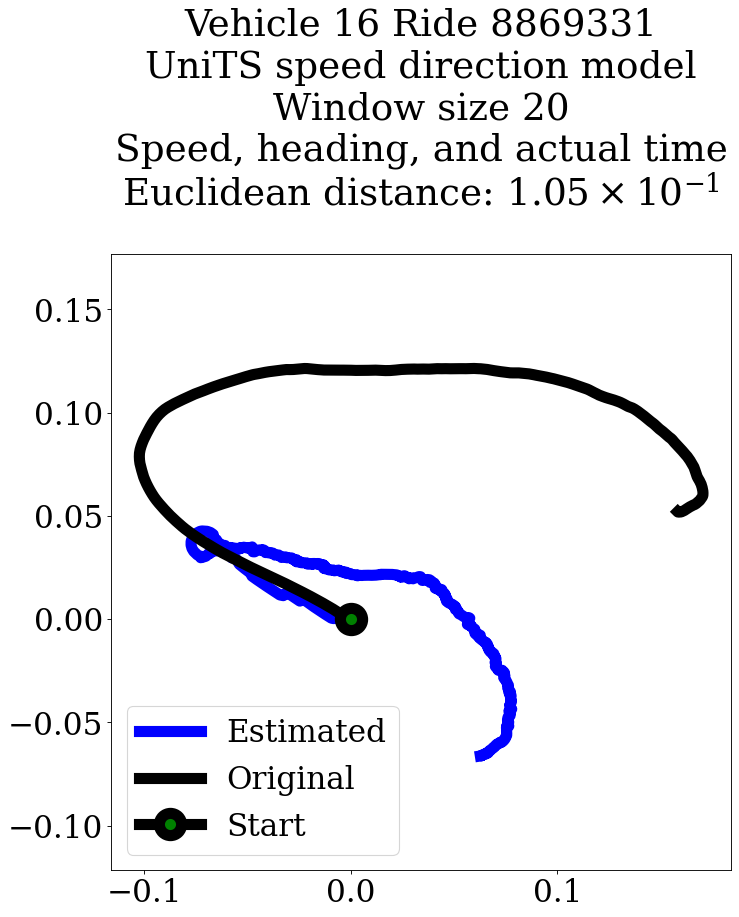 Vehicle 16 Ride 8869331
UniTS speed direction model
Window size 20
Speed, heading, and actual time
Euclidean distance: 1.05 × 10⁻¹
0.15
0.10
0.05
0.00
−0.05
−0.10
Estimated
Original
Start
−0.1
0.0
0.1